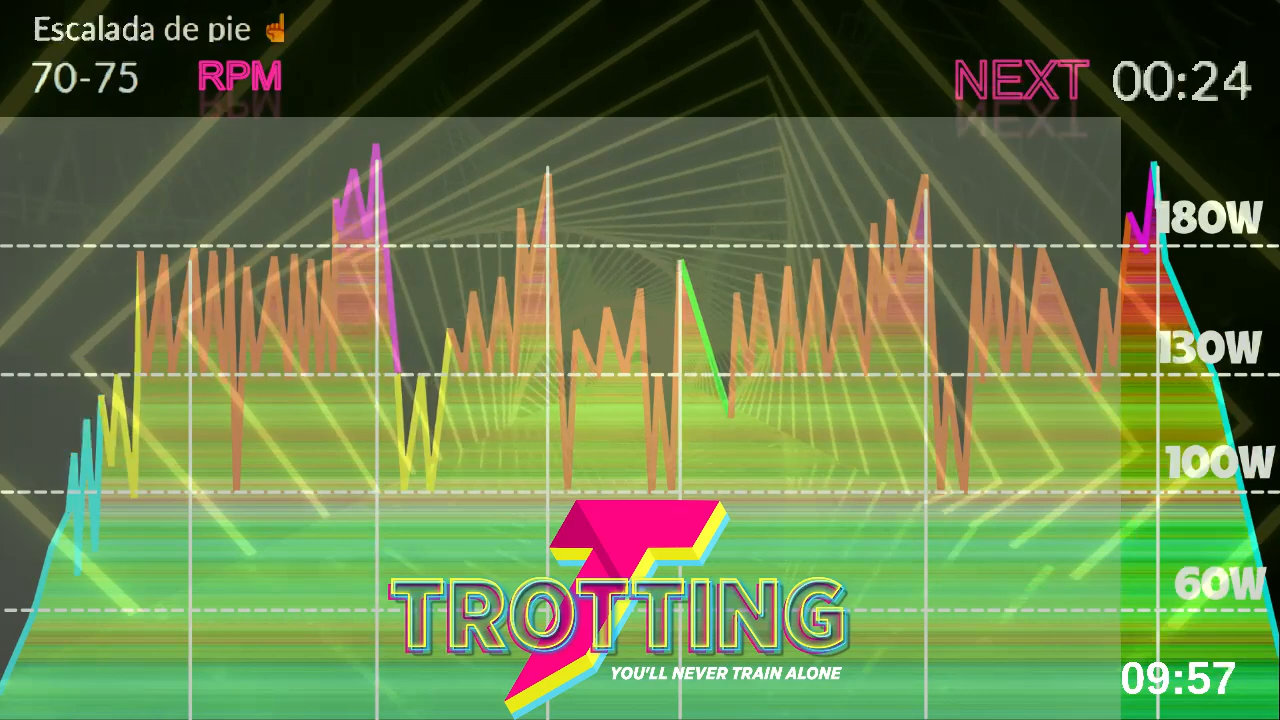 Escalada de pie ☝
70-75 RPM
NEXT 00:24
180W
130W
100W
60W
TROTTING
YOU'LL NEVER TRAIN ALONE
09:57